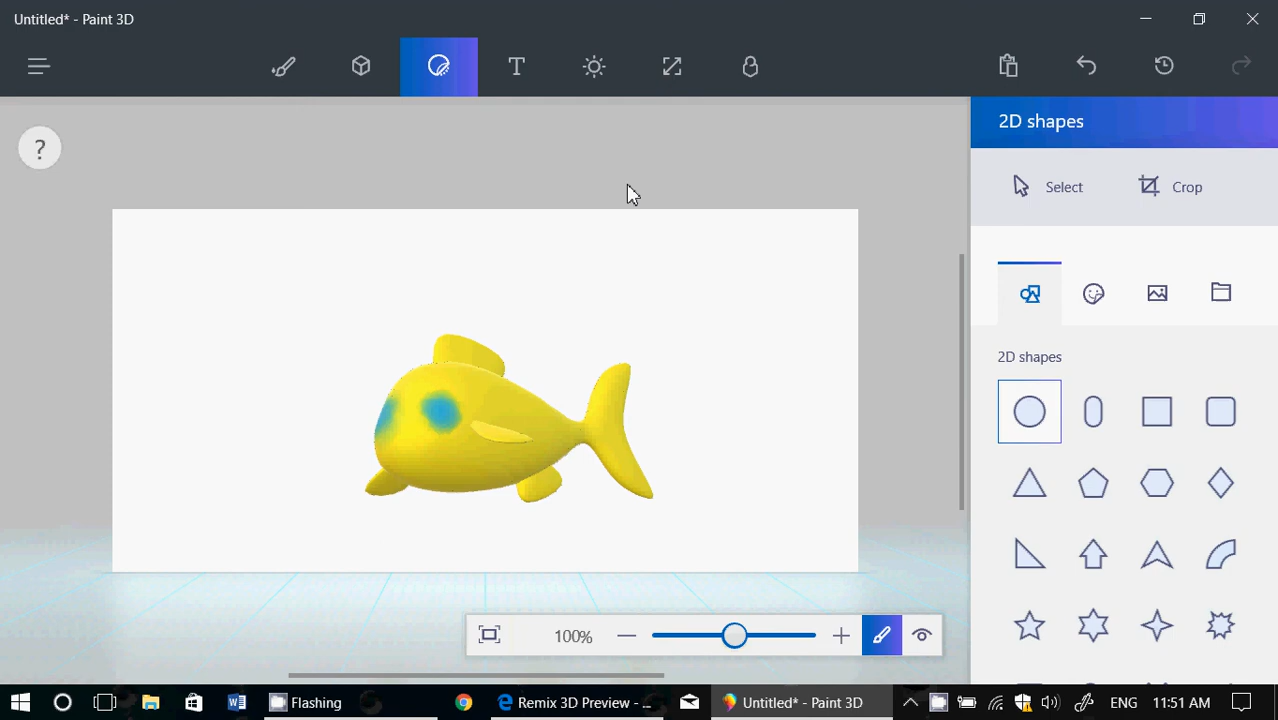 Untitled* - Paint 3D
T
2D shapes
?
Select
Crop
2D shapes
100%
Flashing
Remix 3D Preview - ...
Untitled* - Paint 3D
ENG
11:51 AM